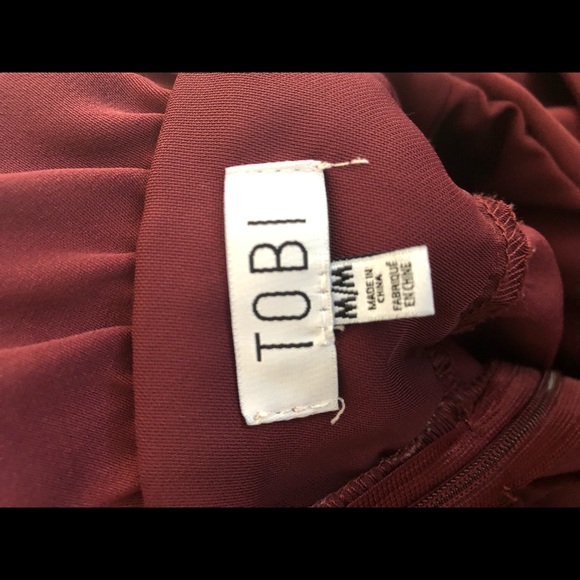 TOBI
M/M
MADE IN
CHINA
FABRIQUÉ
EN CHINE